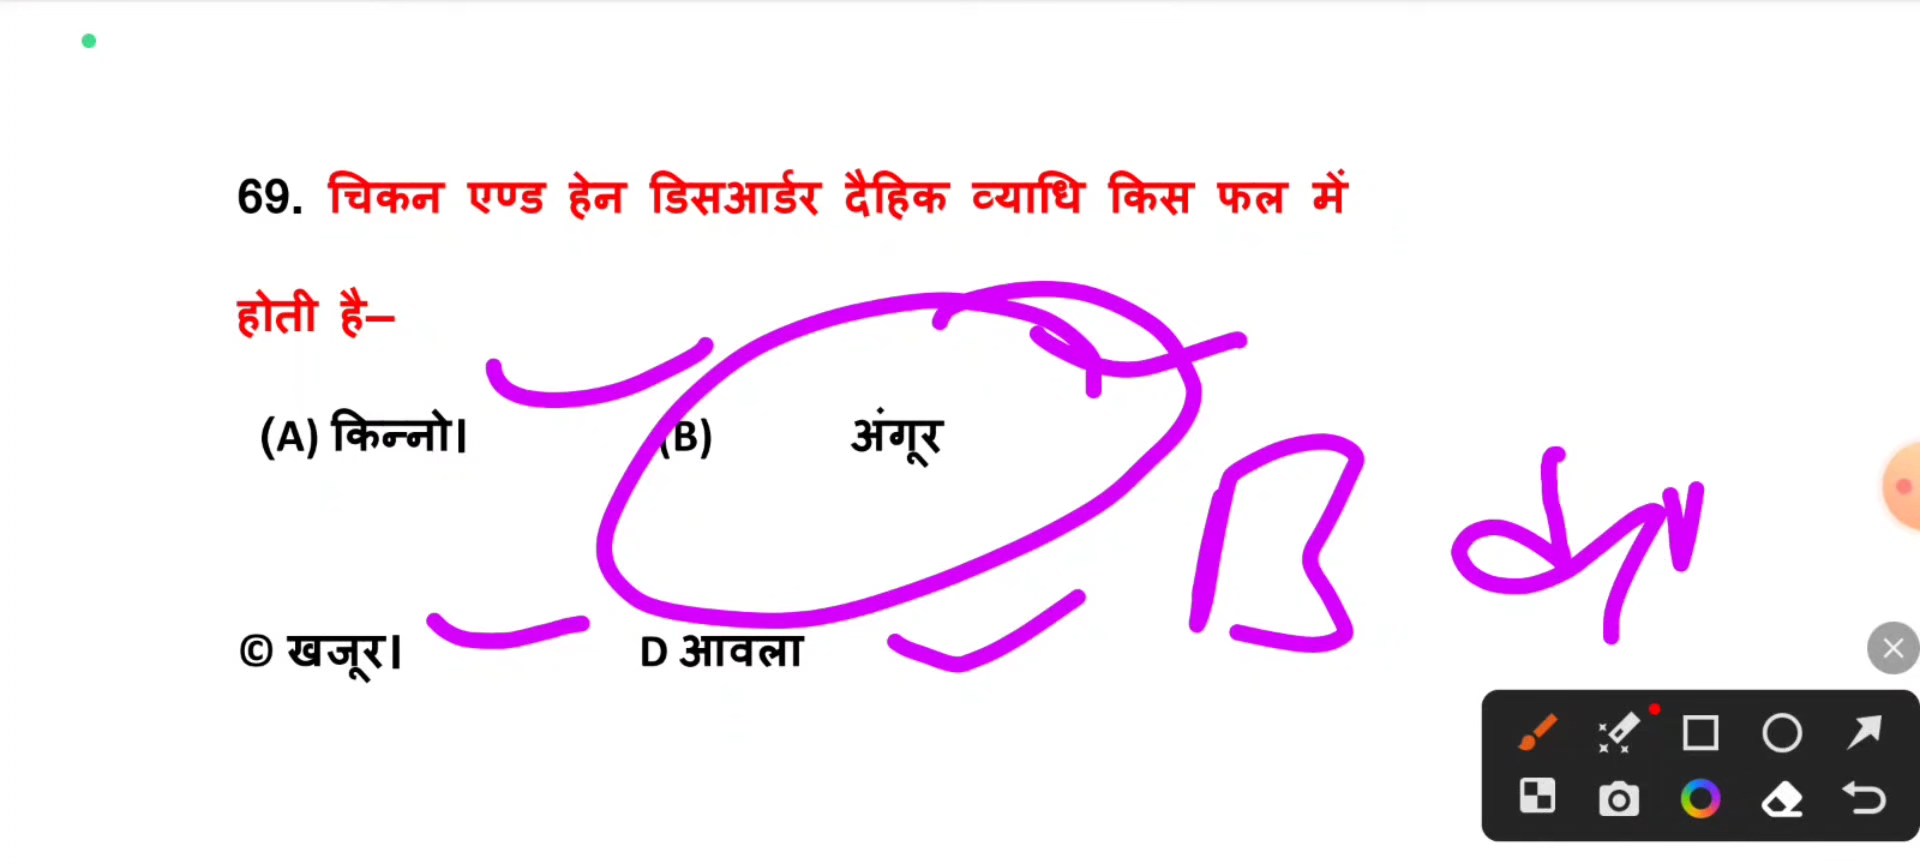 69. चिकन एण्ड हेन डिसआर्डर दैहिक व्याधि किस फल में
होती है–
(A) किन्नो। (B) अंगूर
© खजूर। D आवला
B